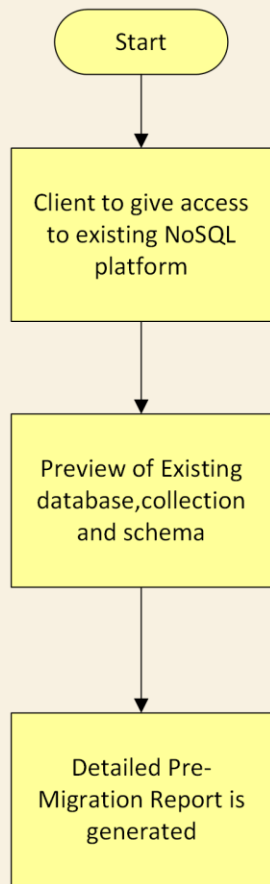 Start
Client to give access
to existing NoSQL
platform
Preview of Existing
database,collection
and schema
Detailed Pre-
Migration Report is
generated